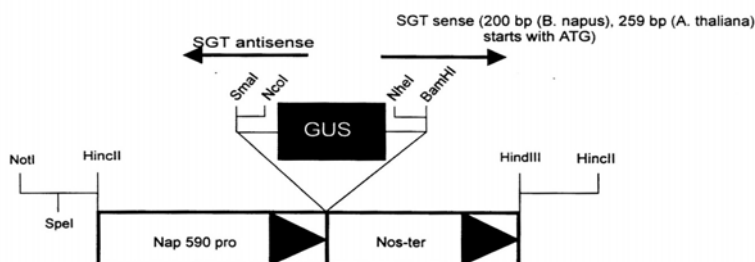 SGT sense (200 bp (B. napus), 259 bp (A. thaliana)
starts with ATG)
SGT antisense
SmaI
NcoI
NheI
BamHI
GUS
NotI
HincII
HindIII
HincII
SpeI
Nap 590 pro
Nos-ter